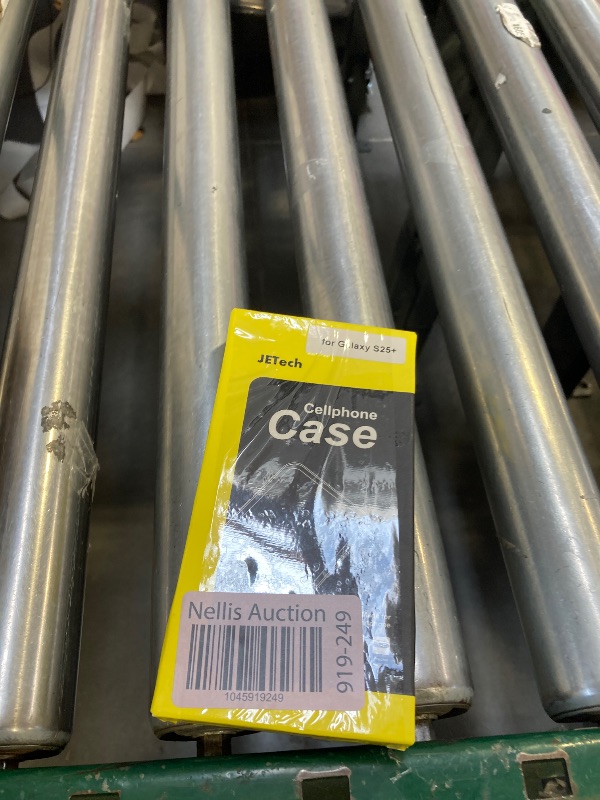 for Galaxy S25+
JETech
Cellphone
Case
Nellis Auction
1045919249
919-249